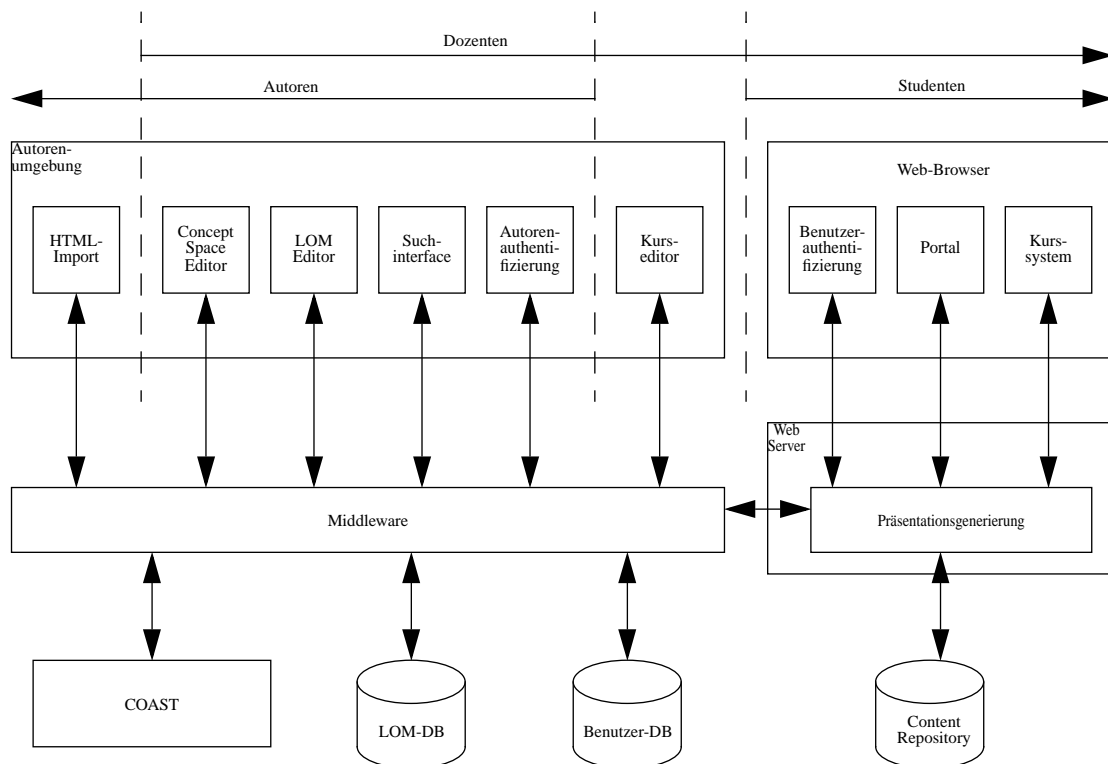 Dozenten
Autoren
Studenten
Autoren-
umgebung
Web-Browser
HTML-
Import
Concept
Space
Editor
LOM
Editor
Such-
interface
Autoren-
authenti-
fizierung
Kurs-
editor
Benutzer-
authenti-
fizierung
Portal
Kurs-
system
Web
Server
Middleware
Präsentationsgenerierung
COAST
LOM-DB
Benutzer-DB
Content
Repository